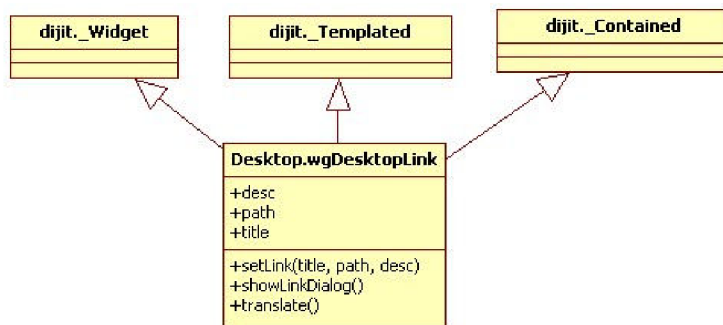 dijit._Widget
dijit._Templated
dijit._Contained
Desktop.wgDesktopLink
+desc
+path
+title
+setLink(title, path, desc)
+showLinkDialog()
+translate()